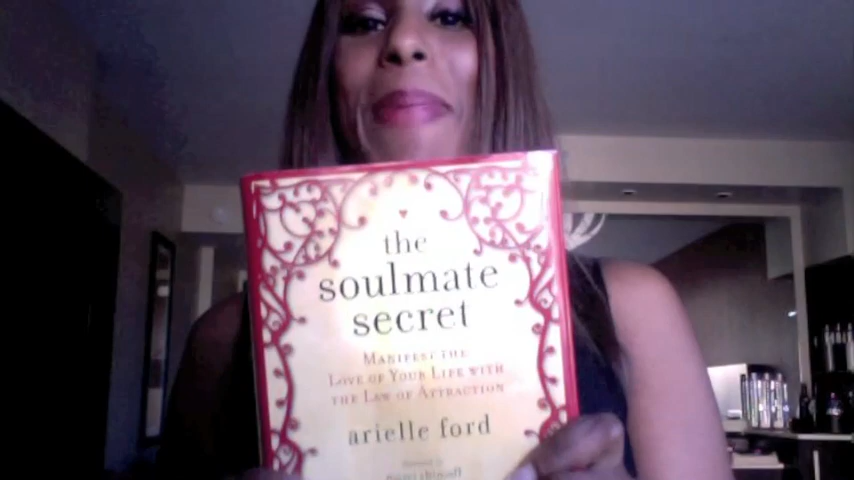 the
soulmate
secret
Manifest the
Love of Your Life with
the Law of Attraction
arielle ford